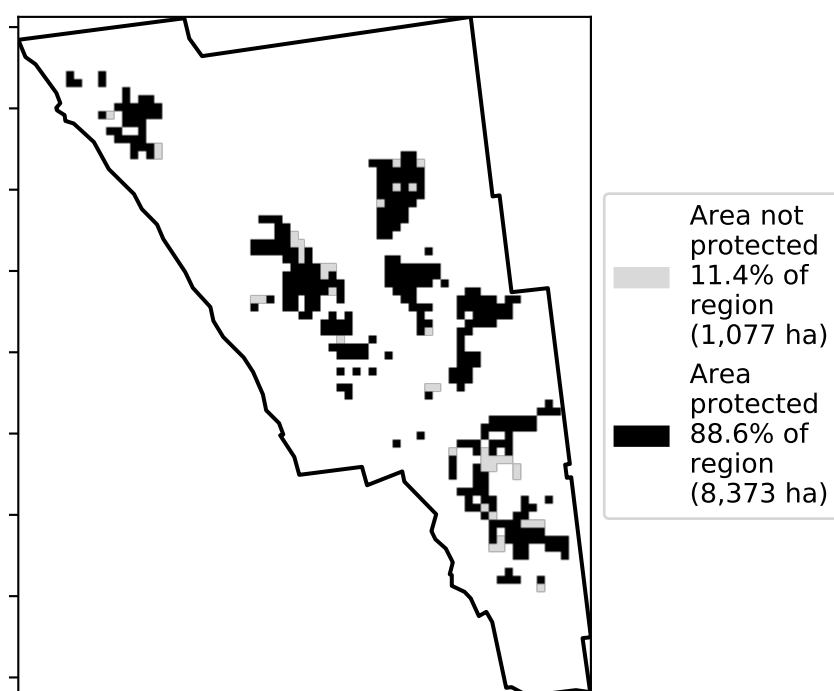 Area not
protected
11.4% of
region
(1,077 ha)
Area
protected
88.6% of
region
(8,373 ha)